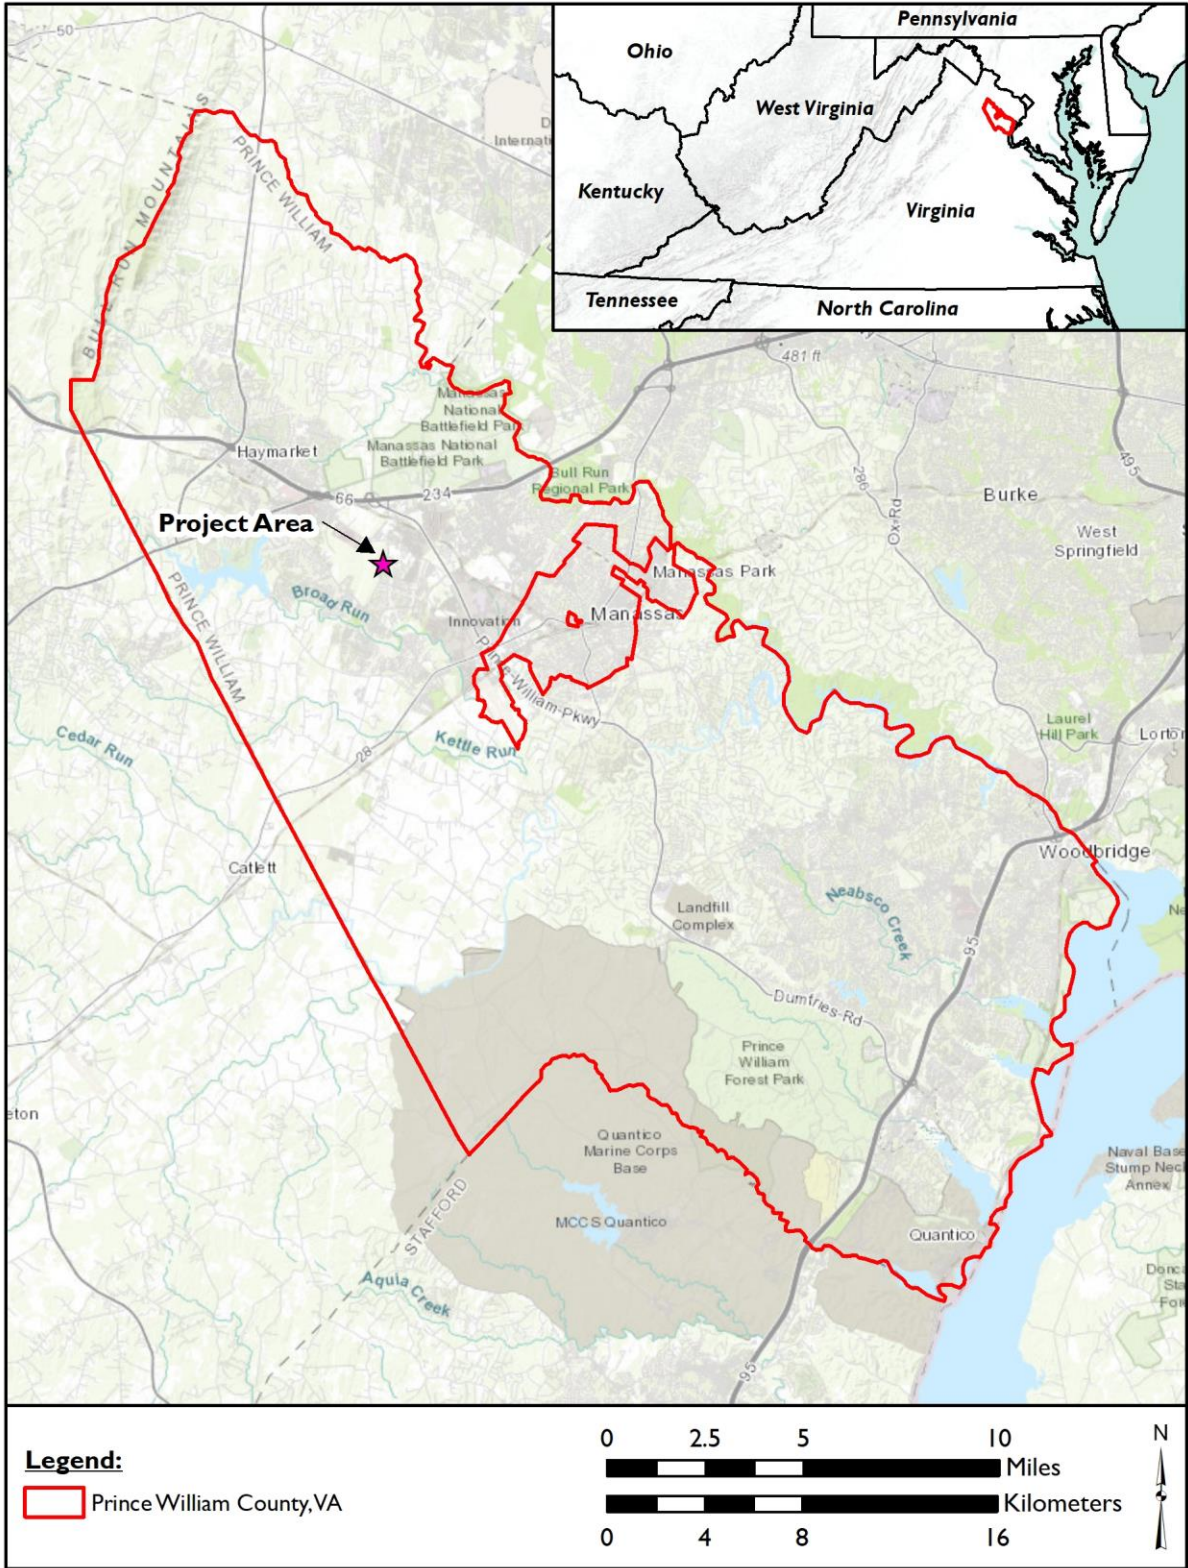 Pennsylvania
Ohio
West Virginia
Kentucky
Virginia
Tennessee
North Carolina
50
BULL RUN MOUNTAINS
PRINCE WILLIAM
481 ft
Manassas
National
Battlefield Park
Manassas National
Battlefield Park
Haymarket
66
234
Bull Run
Regional Park
286
Ox-Rd
495
Burke
West
Springfield
Project Area
Broad Run
PRINCE WILLIAM
Innovation
Manassas Park
Manassas
Prince-William-Pkwy
Kettle Run
28
Cedar Run
Catlett
Laurel
Hill Park
Lorton
Woodbridge
Neabsco Creek
Landfill
Complex
95
Dumfries-Rd
Prince
William
Forest Park
eton
Quantico
Marine Corps
Base
MCCS Quantico
STAFFORD
Aquia Creek
Quantico
Naval Base
Stump Neck
Annex
95
Legend:
Prince William County, VA
0 2.5 5 10
Miles
Kilometers
0 4 8 16
N